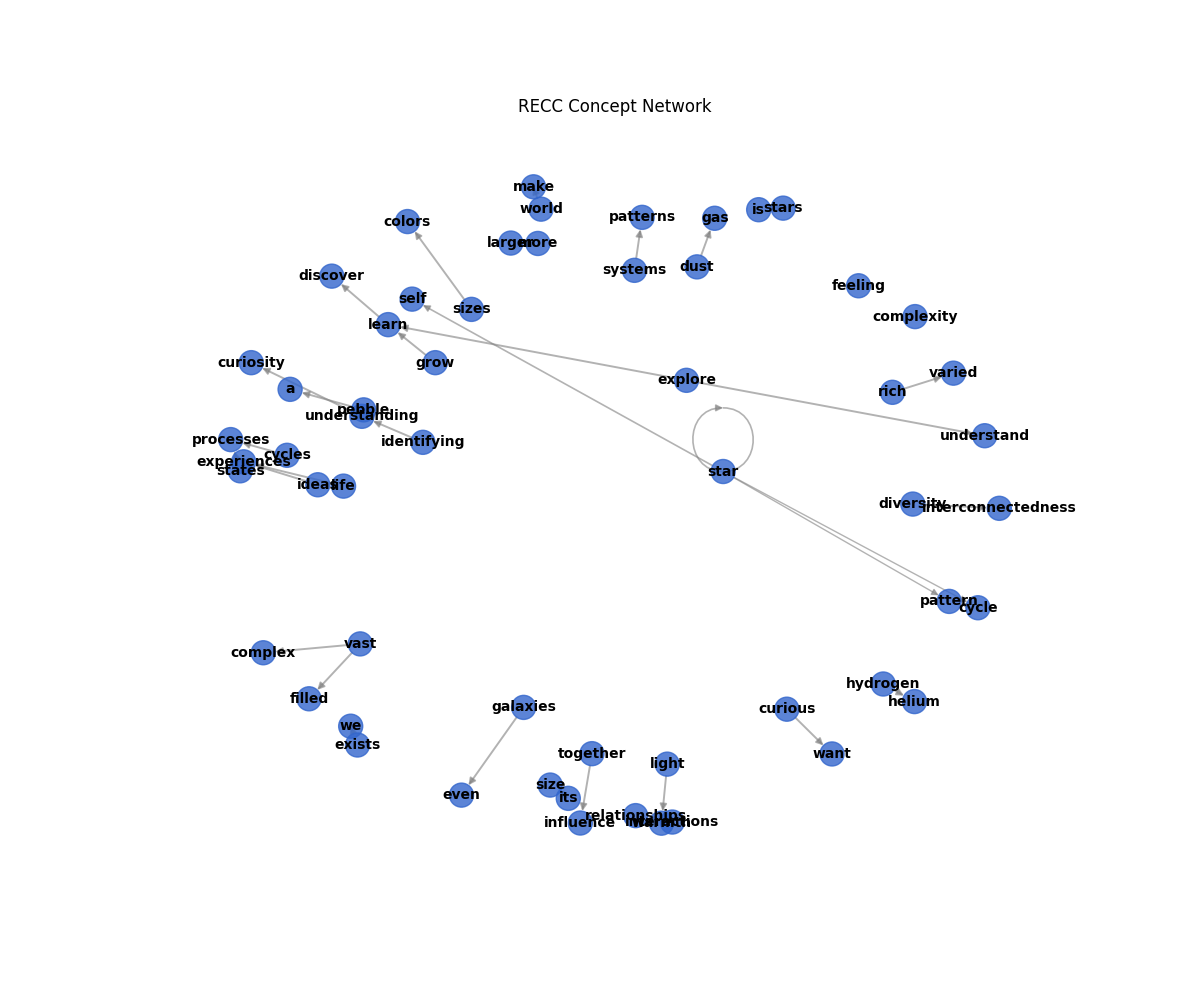 RECC Concept Network
make
world
colors
patterns
gas
is
stars
larger
more
systems
dust
discover
feeling
self
sizes
complexity
learn
curiosity
grow
explore
varied
a
rich
pebble
understanding
identifying
understand
processes
cycles
experiences
states
star
ideas
life
diversity
interconnectedness
pattern
cycle
complex
vast
filled
hydrogen
helium
we
exists
galaxies
curious
want
together
light
size
its
even
influence
relationships
warmth
interactions